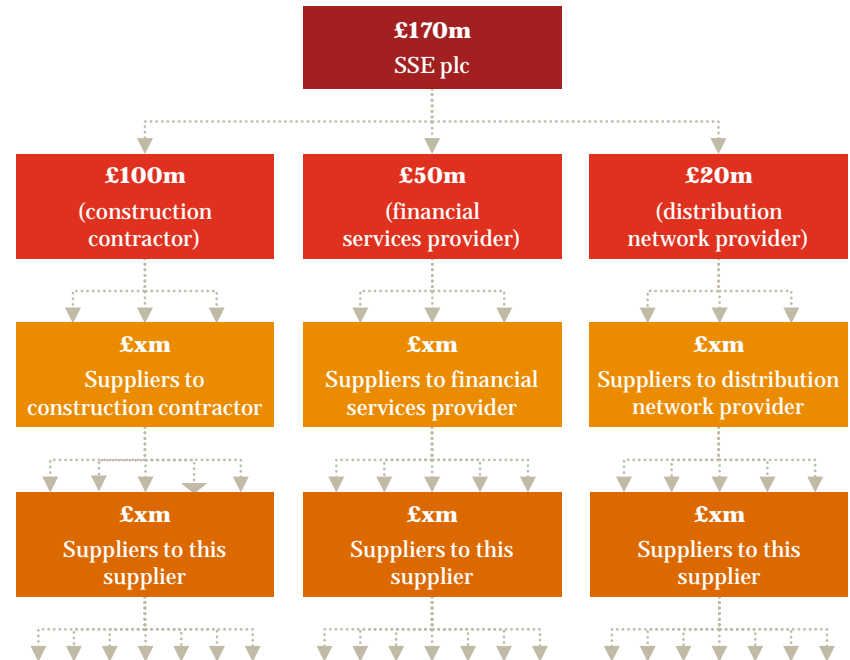 £170m
SSE plc
£100m
(construction
contractor)
£50m
(financial
services provider)
£20m
(distribution
network provider)
£xm
Suppliers to
construction contractor
£xm
Suppliers to financial
services provider
£xm
Suppliers to distribution
network provider
£xm
Suppliers to this
supplier
£xm
Suppliers to this
supplier
£xm
Suppliers to this
supplier